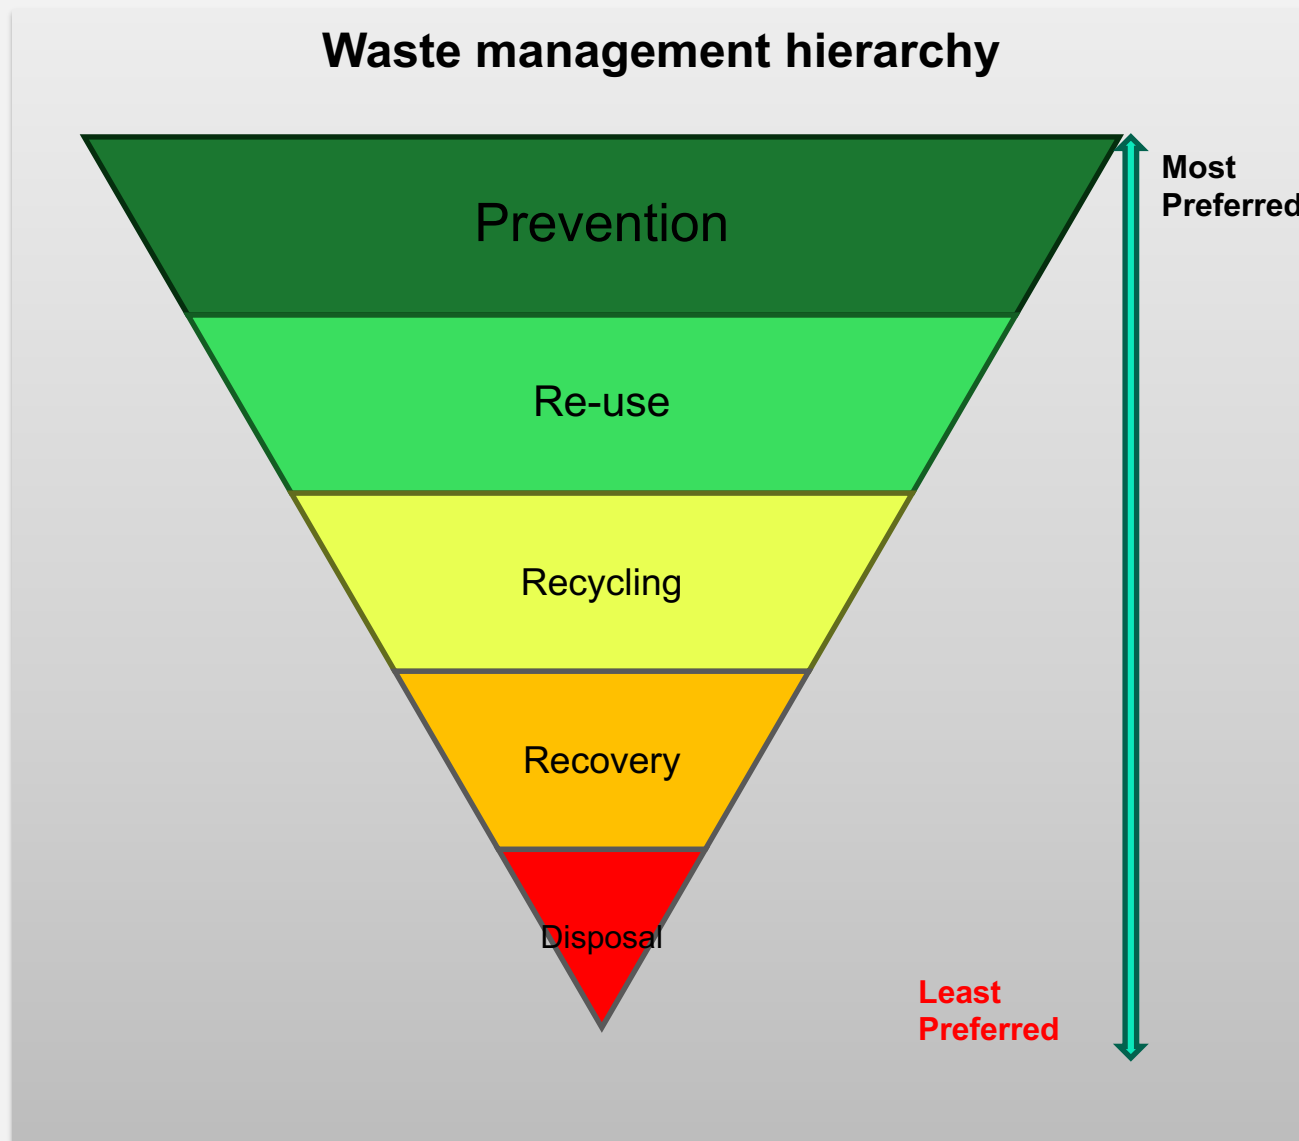 Waste management hierarchy
Most
Preferred
Prevention
Re-use
Recycling
Recovery
Disposal
Least
Preferred